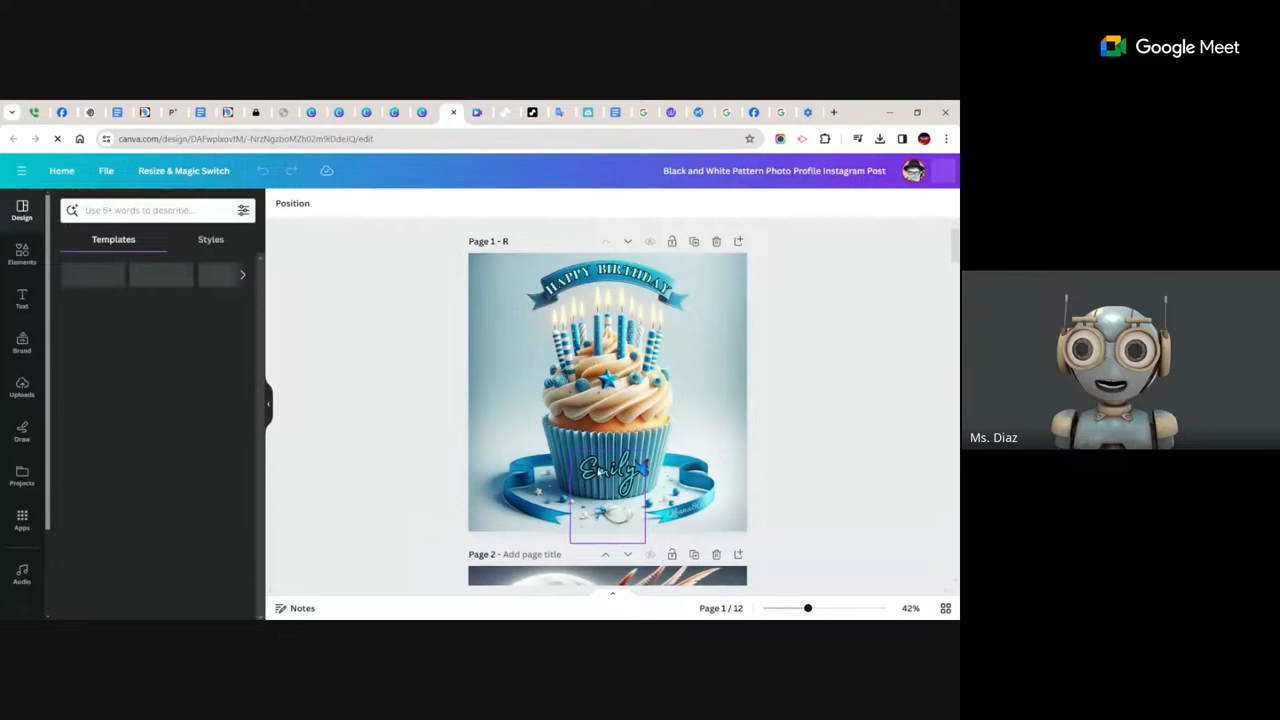 Google Meet
canva.com/design/DAFwplxovtM/-NrzNgzboMZh02m9iDdeJQ/edit
Home
File
Resize & Magic Switch
Black and White Pattern Photo Profile Instagram Post
Design
Elements
Text
Brand
Uploads
Draw
Projects
Apps
Audio
Use 5+ words to describe...
Templates
Styles
Position
Page 1 - R
HAPPY BIRTHDAY
Emily
Page 2 - Add page title
Notes
Page 1 / 12
42%
Ms. Diaz